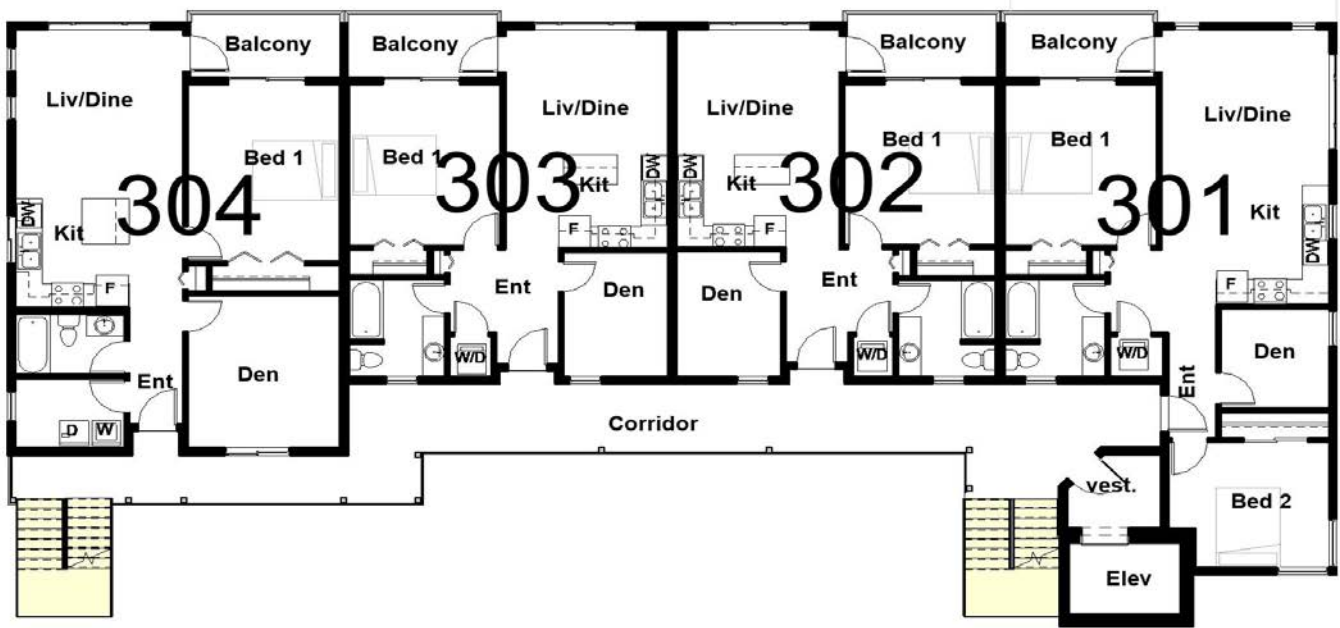 Balcony
Balcony
Balcony
Balcony
Liv/Dine
Liv/Dine
Liv/Dine
Liv/Dine
Bed 1
Bed 1
Bed 1
Bed 1
304
303
302
301
DW
Kit
F
Kit
DW
F
DW
Kit
F
Kit
DW
F
Ent
Den
Den
Ent
Den
Den
Ent
W/D
W/D
W/D
Ent
D
W
Corridor
vest.
Bed 2
Elev